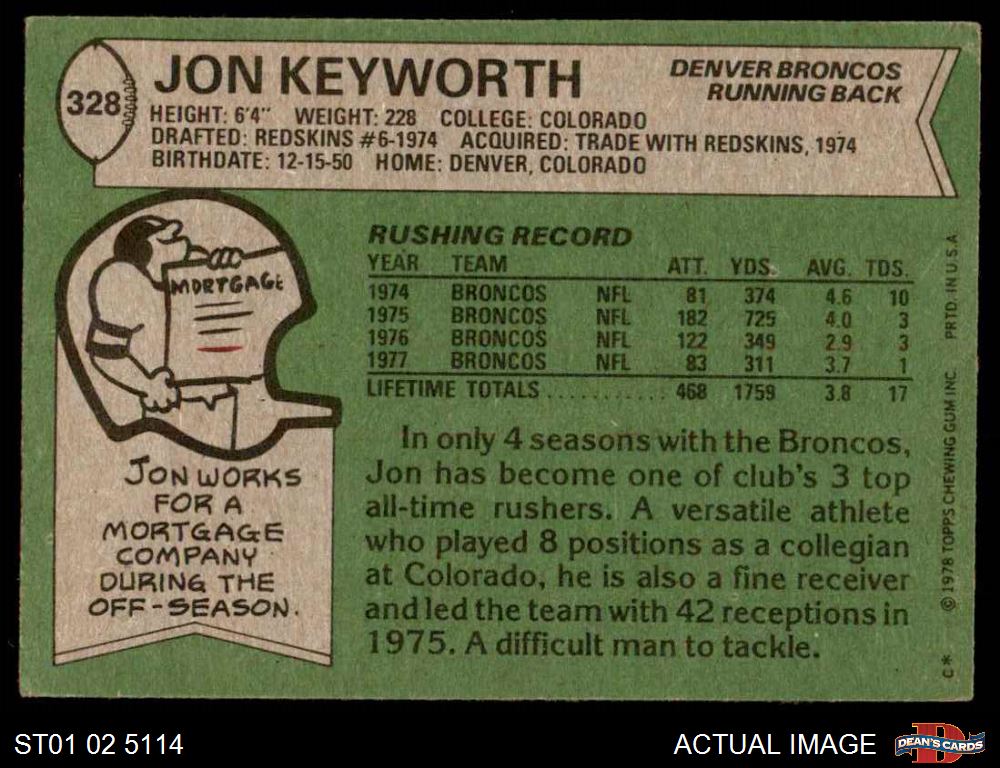 328
JON KEYWORTH
DENVER BRONCOS
RUNNING BACK
HEIGHT: 6'4" WEIGHT: 228 COLLEGE: COLORADO
DRAFTED: REDSKINS #6-1974 ACQUIRED: TRADE WITH REDSKINS, 1974
BIRTHDATE: 12-15-50 HOME: DENVER, COLORADO
MORTGAGE
JON WORKS
FOR A
MORTGAGE
COMPANY
DURING THE
OFF-SEASON.
RUSHING RECORD
YEAR TEAM ATT. YDS. AVG. TDS.
1974 BRONCOS NFL 81 374 4.6 10
1975 BRONCOS NFL 182 725 4.0 3
1976 BRONCOS NFL 122 349 2.9 3
1977 BRONCOS NFL 83 311 3.7 1
LIFETIME TOTALS ............ 468 1759 3.8 17
In only 4 seasons with the Broncos,
Jon has become one of club's 3 top
all-time rushers. A versatile athlete
who played 8 positions as a collegian
at Colorado, he is also a fine receiver
and led the team with 42 receptions in
1975. A difficult man to tackle.
C* © 1978 TOPPS CHEWING GUM INC. PRTD. IN U.S.A.
ST01 02 5114
ACTUAL IMAGE
D
DEAN'S CARDS